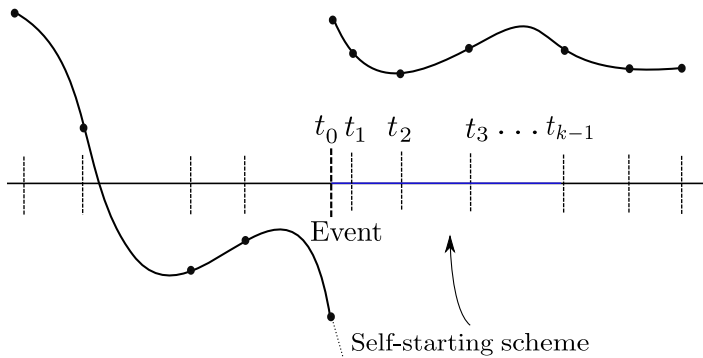 t₀ t₁ t₂ t₃ ... tₖ₋₁
Event
Self-starting scheme